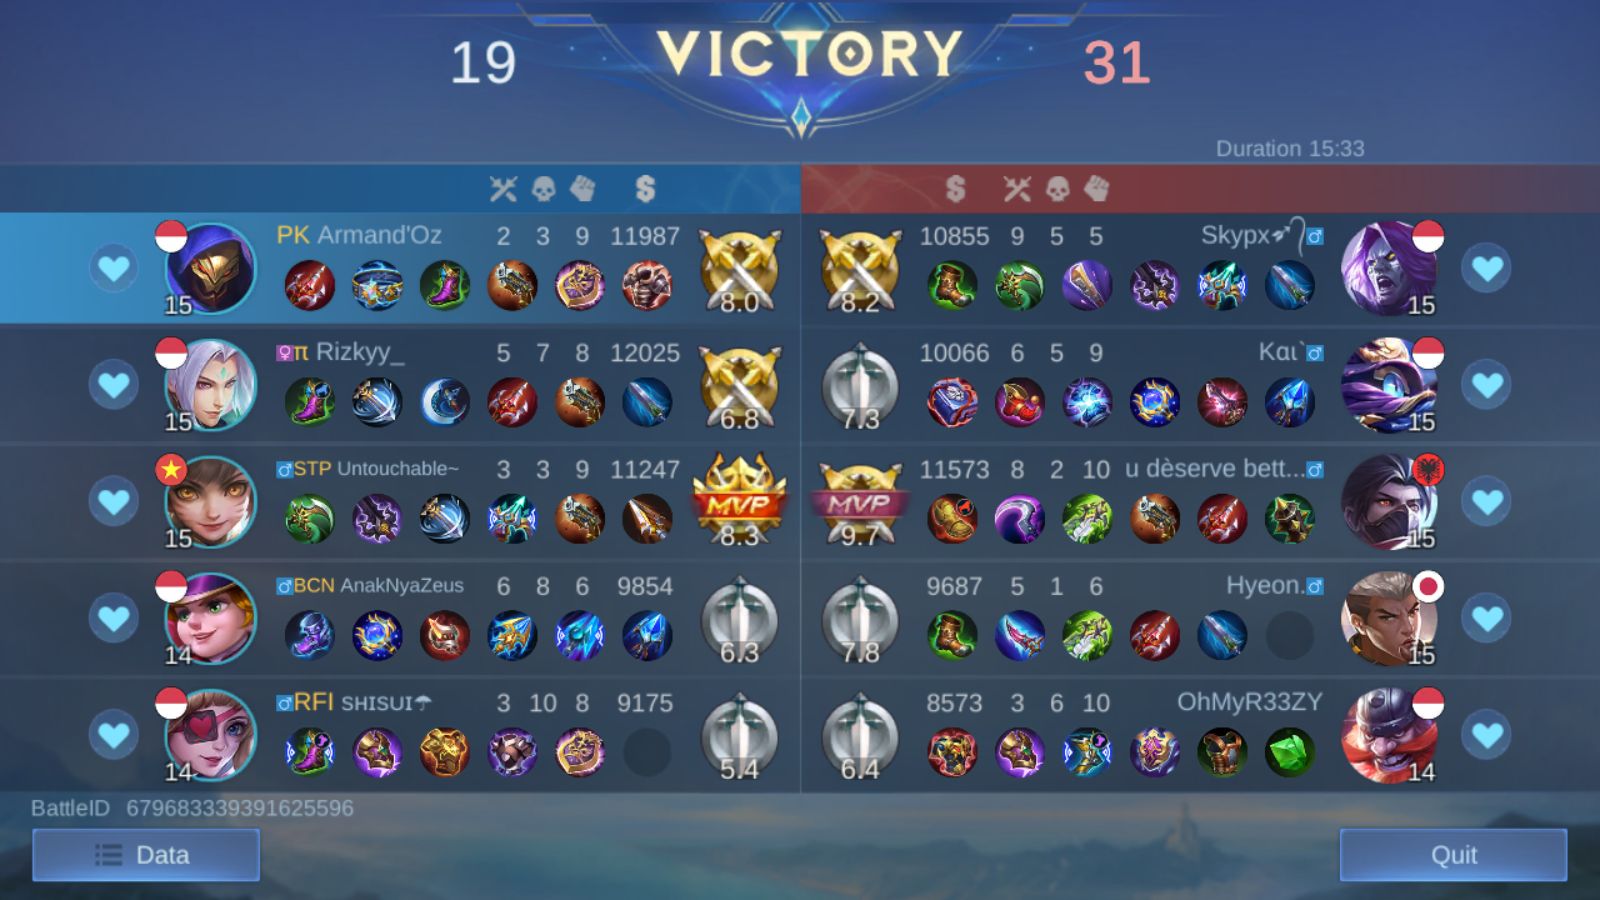 19 VICTORY 31
Duration 15:33
PK Armand'Oz 2 3 9 11987
15 8.0
10855 9 5 5 Skypx
8.2 15
π Rizkyy_ 5 7 8 12025
15 6.8
10066 6 5 9 Kαι`
7.3 15
STP Untouchable~ 3 3 9 11247
MVP
15 8.3
11573 8 2 10 u dèserve bett...
MVP
9.7 15
BCN AnakNyaZeus 6 8 6 9854
14 6.3
9687 5 1 6 Hyeon.
7.8 15
RFI sʜɪsᴜɪ☂ 3 10 8 9175
14 5.4
8573 3 6 10 OhMyR33ZY
6.4 14
BattleID 679683339391625596
Data
Quit